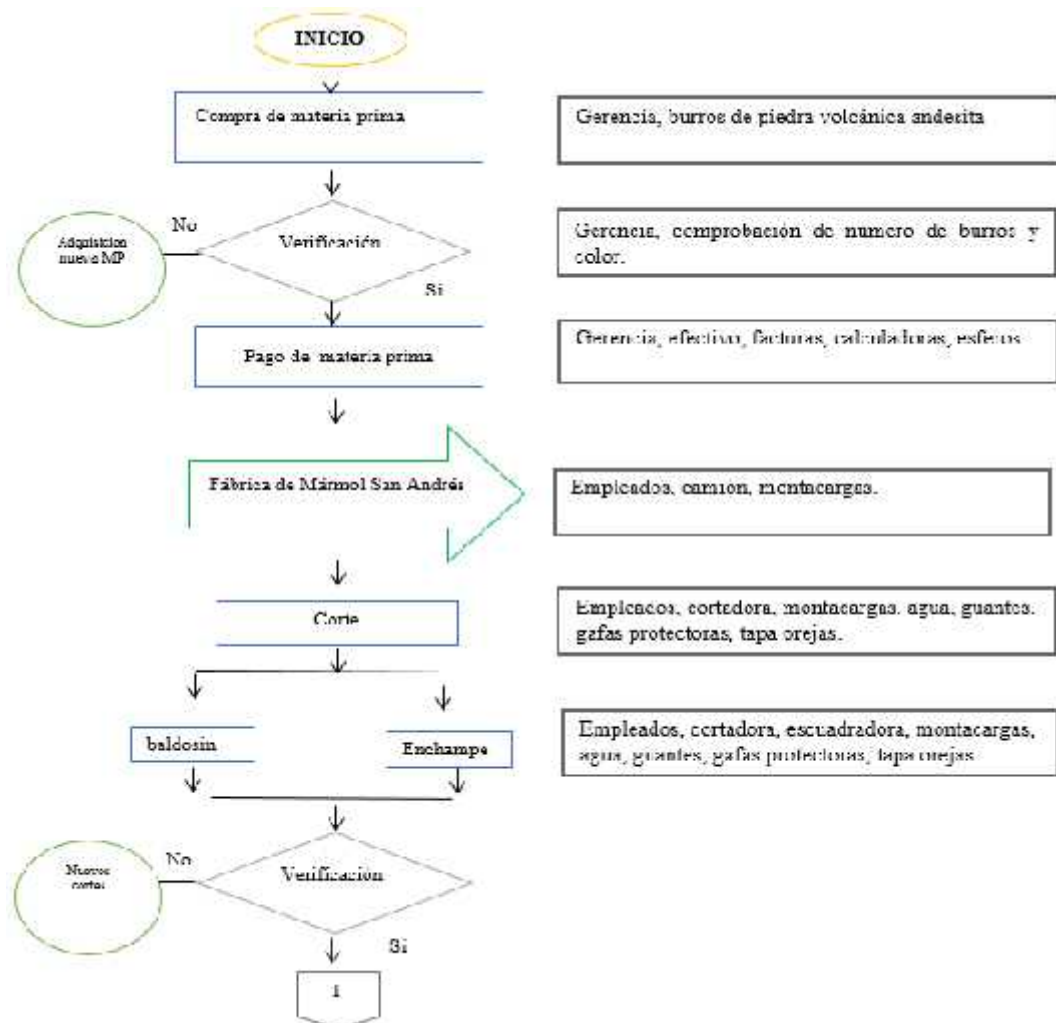 INICIO
Compra de materia prima
Gerencia, burros de piedra volcánica andesita
No
Adquisicion
nueva MP
Verificación
Gerencia, comprobación de numero de burros y
color.
Si
Pago de materia prima
Gerencia, efectivo, facturas, calculadoras, esferos
Fábrica de Mármol San Andrés
Empleados, camión, montacargas.
Corte
Empleados, cortadora, montacargas, agua, guantes,
gafas protectoras, tapa orejas.
baldosin
Enchampe
Empleados, cortadora, escuadradora, montacargas,
agua, guantes, gafas protectoras, tapa orejas
No
Nuevos
cortes
Verificación
Si
1